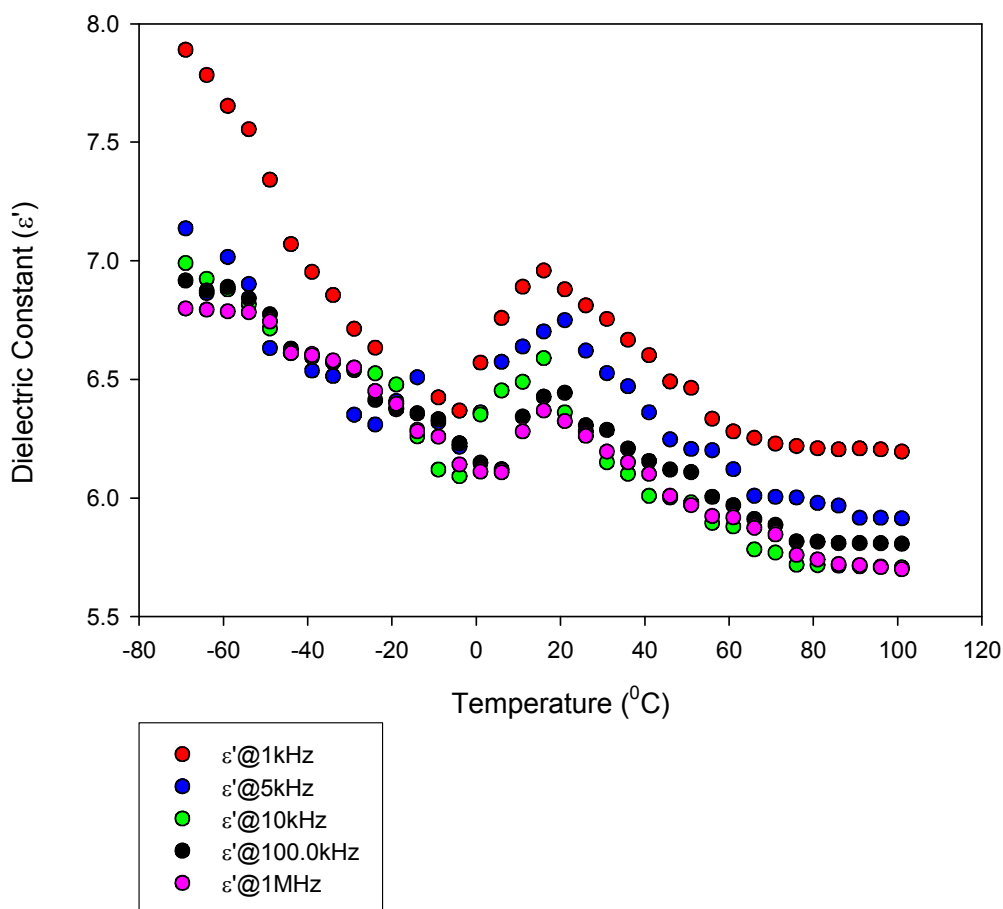 8.0
7.5
7.0
6.5
6.0
5.5
Dielectric Constant (ε')
-80 -60 -40 -20 0 20 40 60 80 100 120
Temperature (⁰C)
ε'@1kHz
ε'@5kHz
ε'@10kHz
ε'@100.0kHz
ε'@1MHz